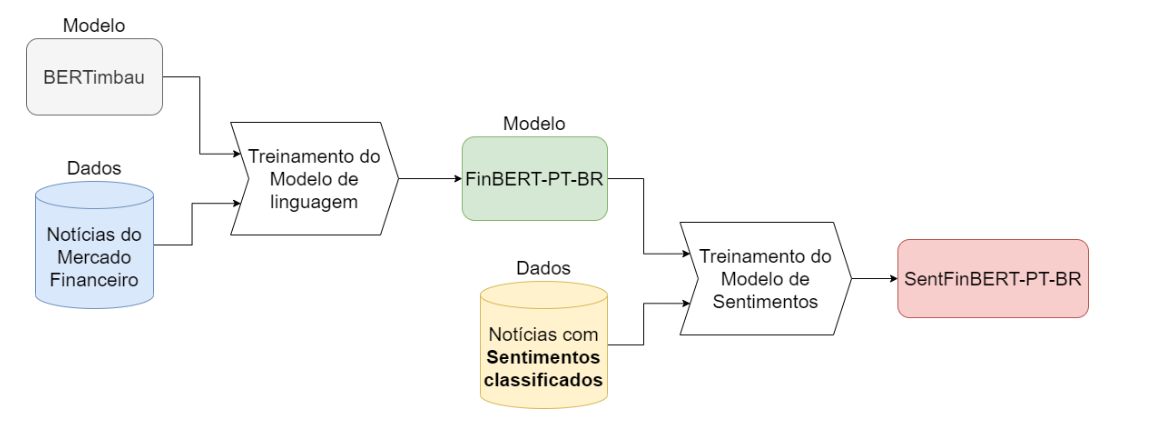 Modelo
BERTimbau
Dados
Notícias do
Mercado
Financeiro
Treinamento do
Modelo de
linguagem
Modelo
FinBERT-PT-BR
Dados
Notícias com
Sentimentos
classificados
Treinamento do
Modelo de
Sentimentos
SentFinBERT-PT-BR